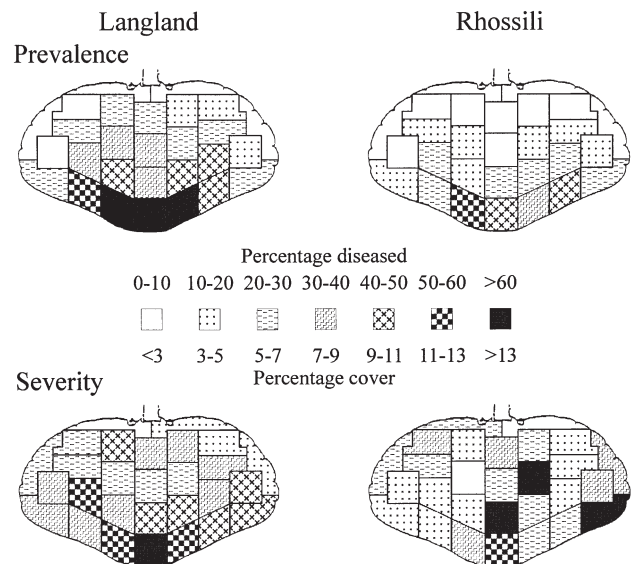 Langland Rhossili
Prevalence
Percentage diseased
0-10 10-20 20-30 30-40 40-50 50-60 >60
<3 3-5 5-7 7-9 9-11 11-13 >13
Severity Percentage cover